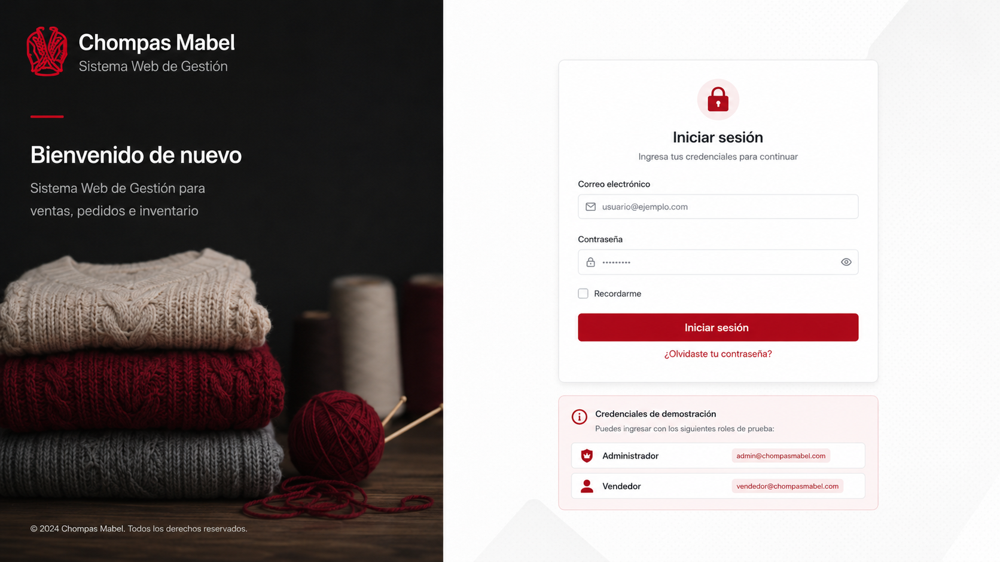 Chompas Mabel
Sistema Web de Gestión
Bienvenido de nuevo
Sistema Web de Gestión para
ventas, pedidos e inventario
© 2024 Chompas Mabel. Todos los derechos reservados.
Iniciar sesión
Ingresa tus credenciales para continuar
Correo electrónico
usuario@ejemplo.com
Contraseña
•••••••••
Recordarme
Iniciar sesión
¿Olvidaste tu contraseña?
Credenciales de demostración
Puedes ingresar con los siguientes roles de prueba:
Administrador admin@chompasmabel.com
Vendedor vendedor@chompasmabel.com